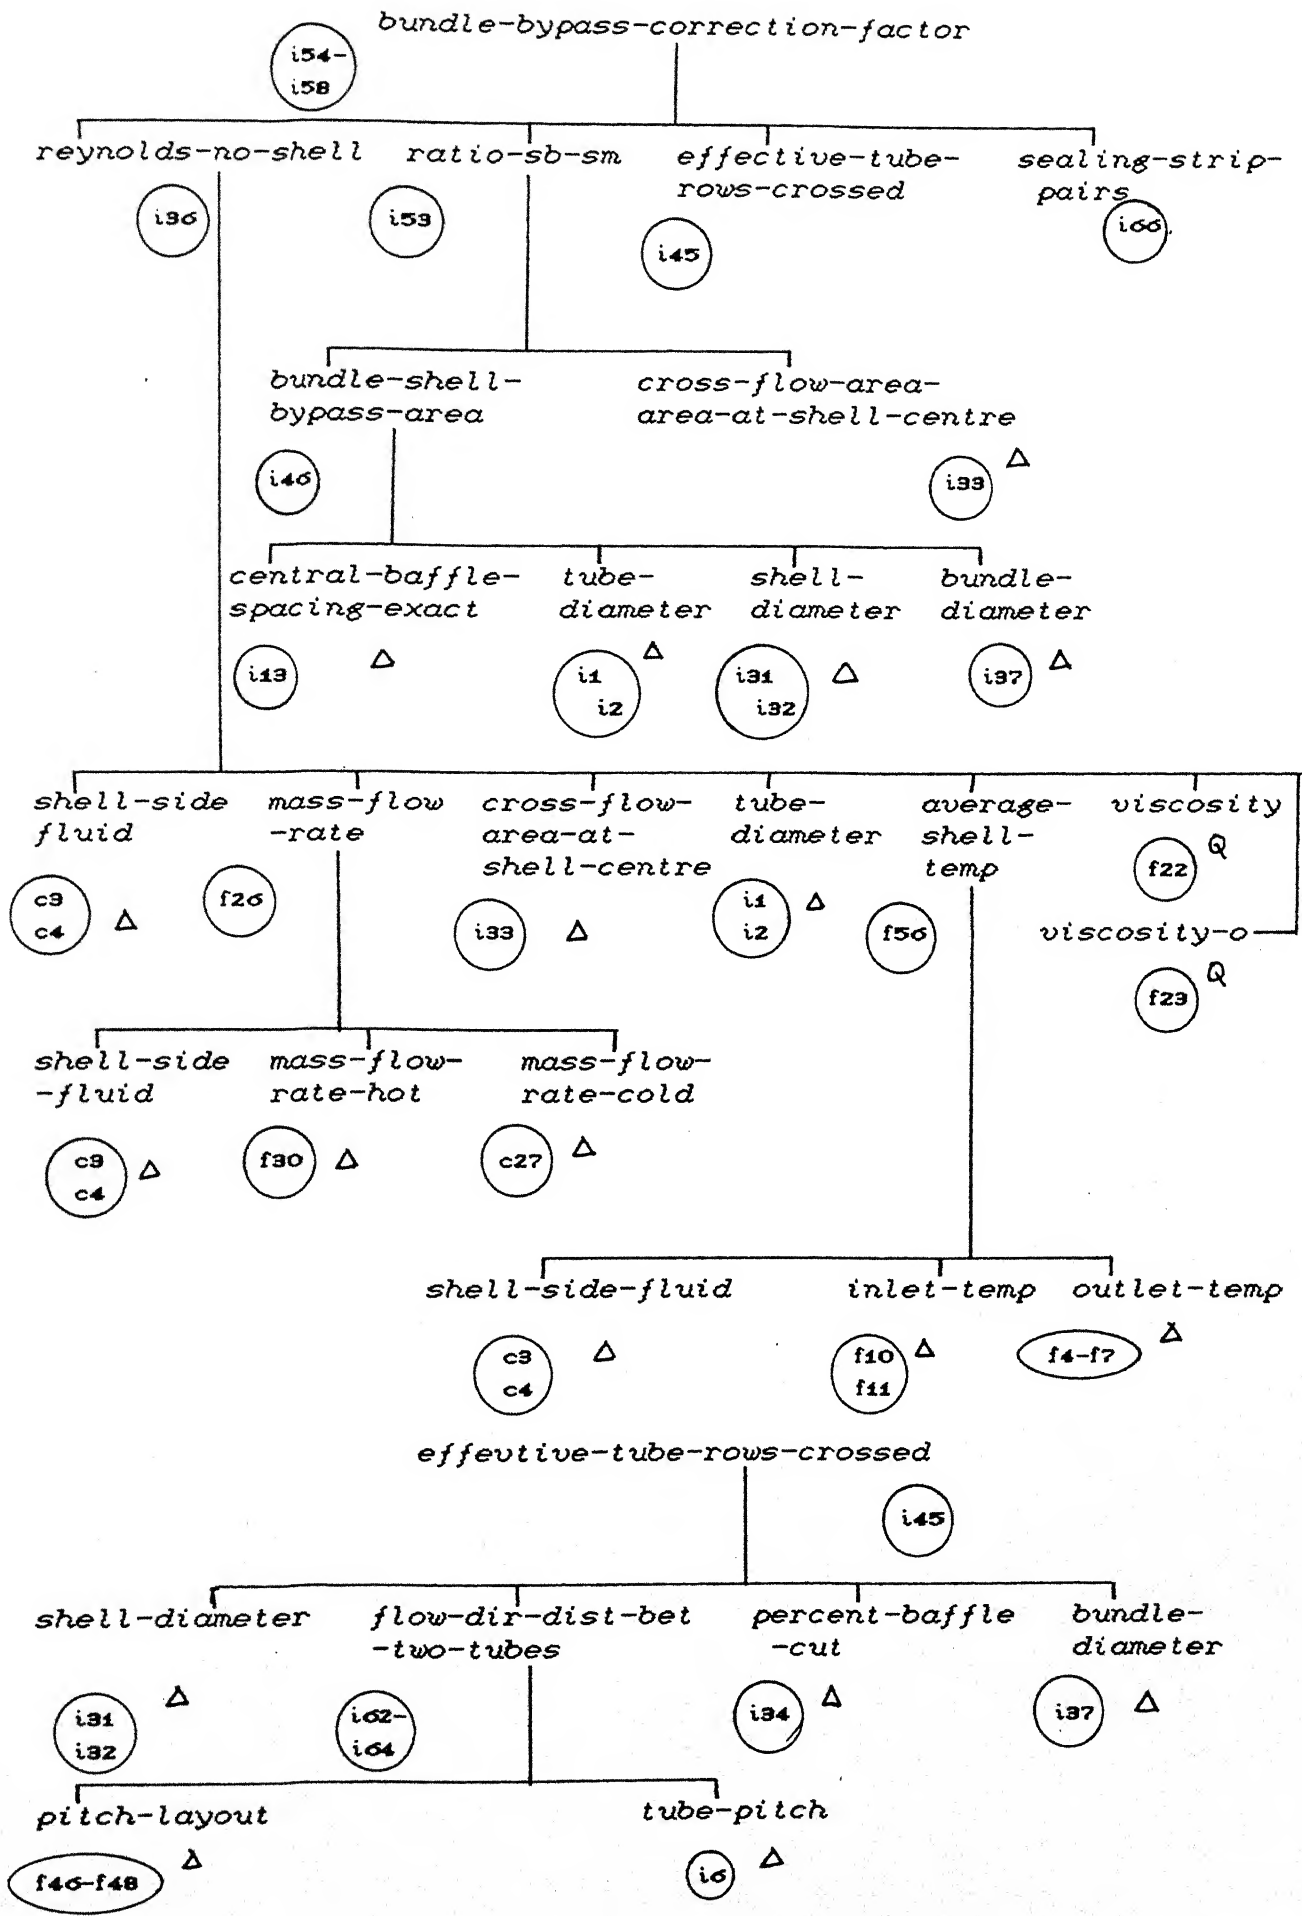 bundle-bypass-correction-factor
i54-
i58
reynolds-no-shell ratio-sb-sm effective-tube- sealing-strip-
rows-crossed pairs
i36 i53 i45 i66
bundle-shell- cross-flow-area-
bypass-area area-at-shell-centre
i46 i33 Δ
central-baffle- tube- shell- bundle-
spacing-exact diameter diameter diameter
i13 Δ i1 Δ i31 Δ i37 Δ
i2 i32
shell-side mass-flow cross-flow- tube- average- viscosity
fluid -rate area-at- diameter shell-
shell-centre temp
f22 Q
c3 Δ f26 i33 Δ i1 Δ f56
c4 i2
viscosity-o
f23 Q
shell-side mass-flow- mass-flow-
-fluid rate-hot rate-cold
c3 Δ f30 Δ c27 Δ
c4
shell-side-fluid inlet-temp outlet-temp
c3 Δ f10 Δ f4-f7 Δ
c4 f11
effevtive-tube-rows-crossed
i45
shell-diameter flow-dir-dist-bet percent-baffle bundle-
-two-tubes -cut diameter
i31 Δ i62- i34 Δ i37 Δ
i32 i64
pitch-layout tube-pitch
f46-f48 Δ i6 Δ